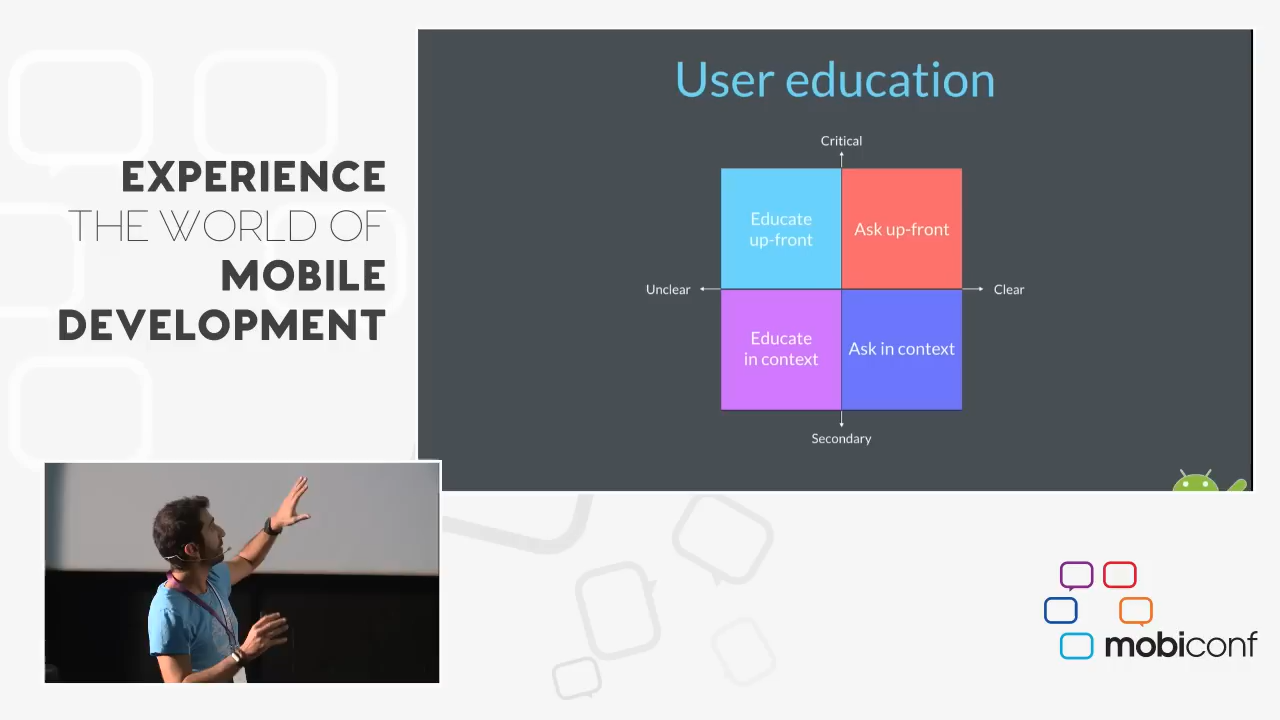 EXPERIENCE
THE WORLD OF
MOBILE
DEVELOPMENT
User education
Critical
Educate
up-front
Ask up-front
Unclear
Clear
Educate
in context
Ask in context
Secondary
mobiconf